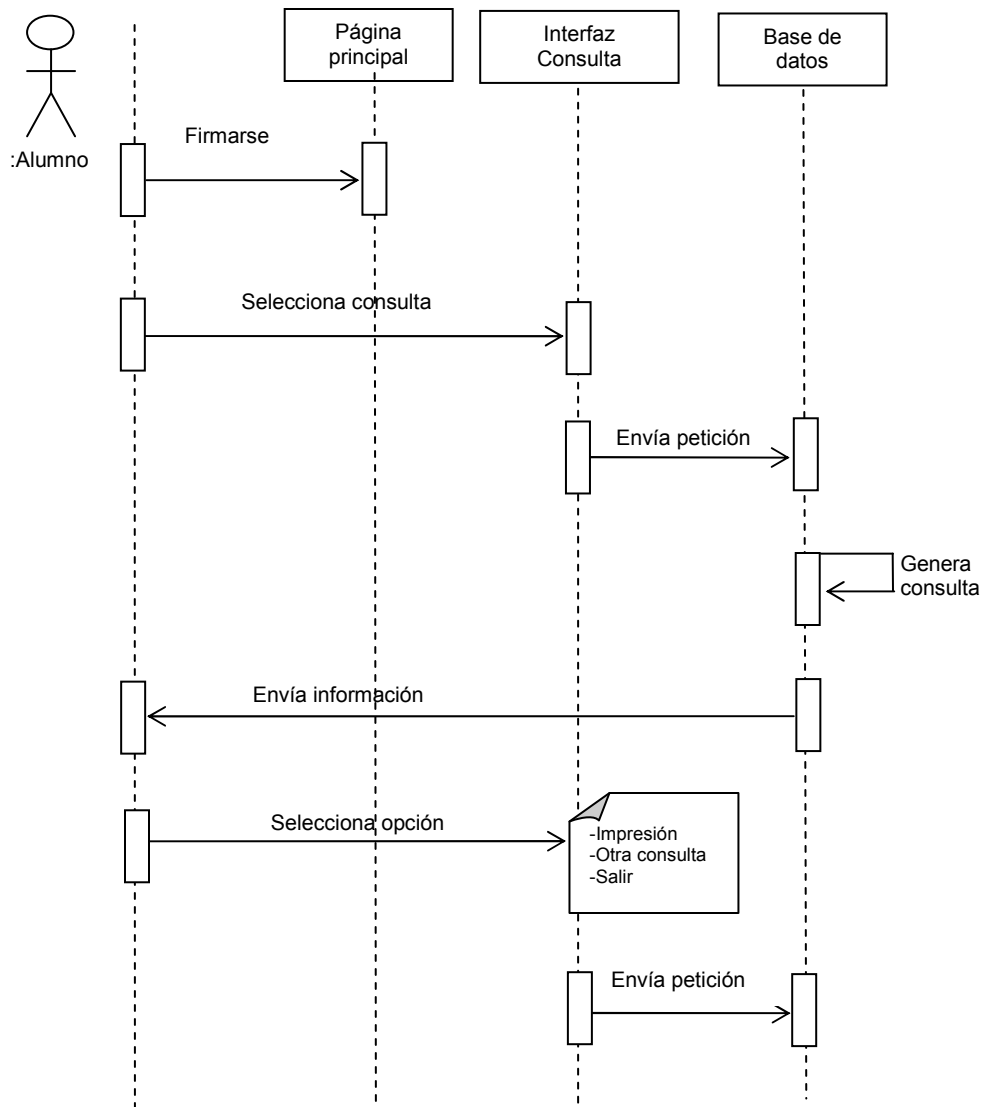 Página
principal
Interfaz
Consulta
Base de
datos
:Alumno
Firmarse
Selecciona consulta
Envía petición
Genera
consulta
Envía información
Selecciona opción
-Impresión
-Otra consulta
-Salir
Envía petición